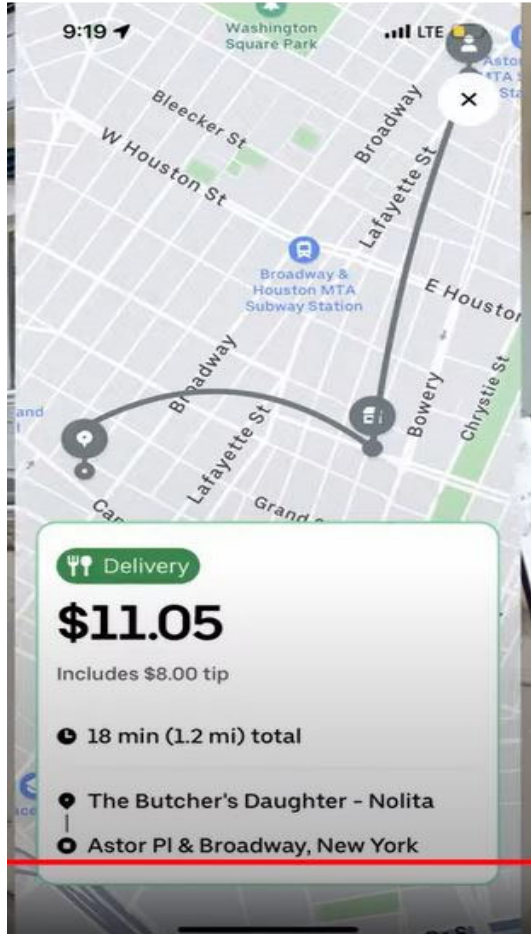 9:19
LTE
Washington
Square Park
Bleecker St
W Houston St
Broadway
Lafayette St
Broadway &
Houston MTA
Subway Station
E Houston
Bowery
Chrystie St
Broadway
Lafayette St
Grand
Delivery
$11.05
Includes $8.00 tip
18 min (1.2 mi) total
The Butcher's Daughter - Nolita
Astor Pl & Broadway, New York